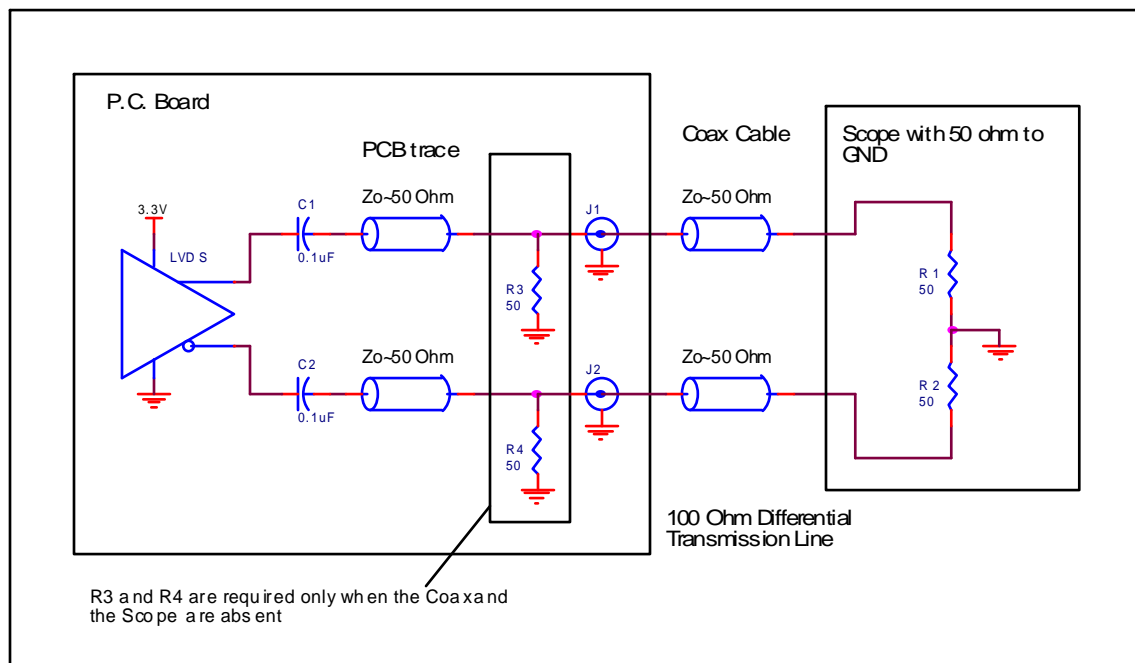 P.C. Board
Coax Cable
Scope with 50 ohm to
GND
PCB trace
Zo~50 Ohm
Zo~50 Ohm
3.3V
C1
0.1uF
J1
LVDS
R3
50
R1
50
Zo~50 Ohm
Zo~50 Ohm
C2
0.1uF
J2
R2
50
R4
50
100 Ohm Differential
Transmission Line
R3 and R4 are required only when the Coax and
the Scope are absent